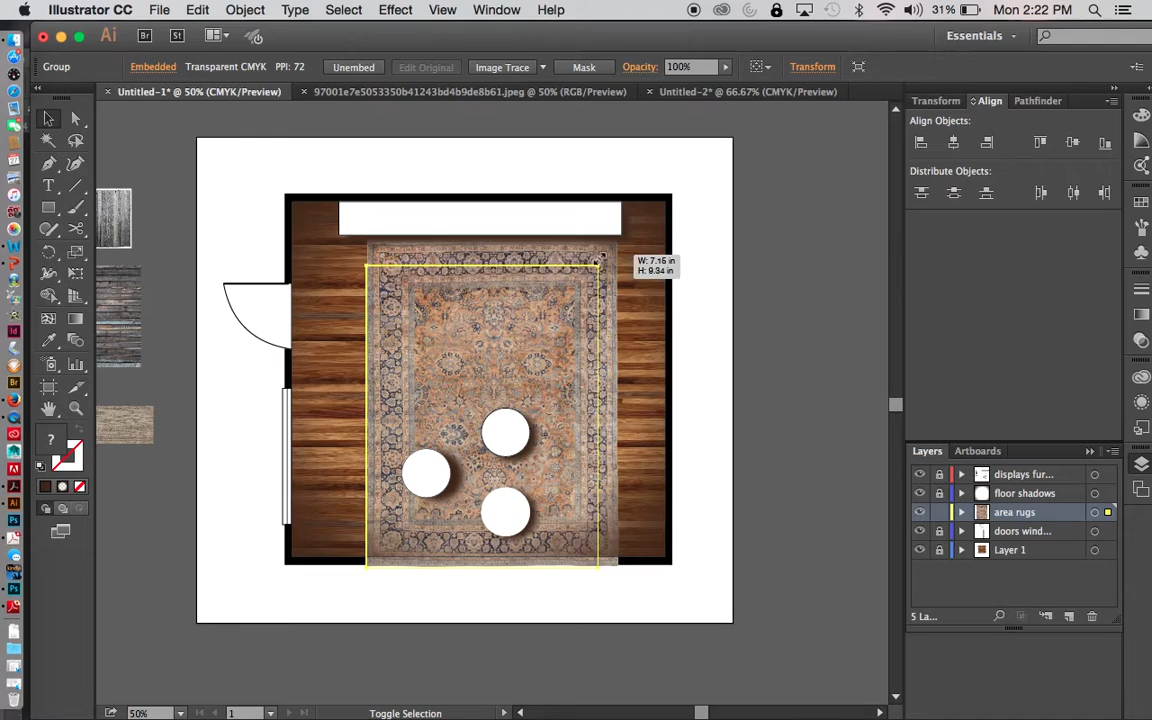 Illustrator CC File Edit Object Type Select Effect View Window Help 31% Mon 2:22 PM
Ai Br St Essentials
Group Embedded Transparent CMYK PPI: 72 Unembed Edit Original Image Trace Mask Opacity: 100% Transform
× Untitled-1* @ 50% (CMYK/Preview) × 97001e7e5053350b41243bd4b9de8b61.jpeg @ 50% (RGB/Preview) × Untitled-2* @ 66.67% (CMYK/Preview)
Transform Align Pathfinder
Align Objects:
Distribute Objects:
W: 7.15 in
H: 9.34 in
?
Layers Artboards
displays fur...
floor shadows
area rugs
doors wind...
Layer 1
5 La...
50% 1 Toggle Selection